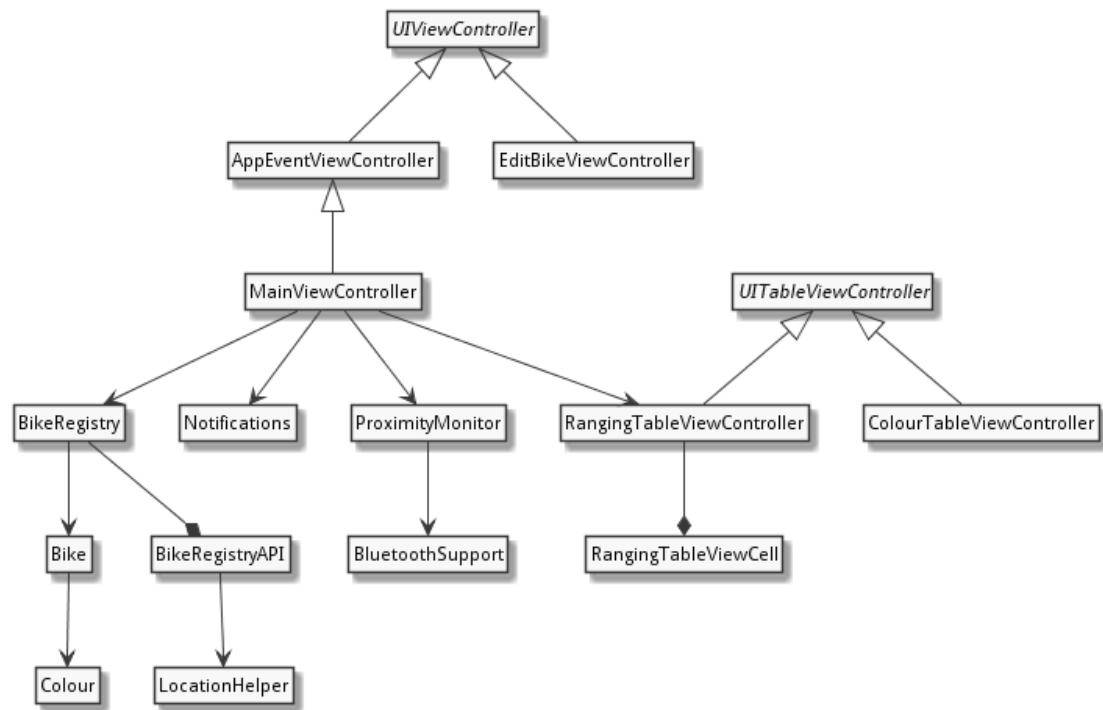 UIViewController
AppEventViewController
EditBikeViewController
MainViewController
UITableViewController
BikeRegistry
Notifications
ProximityMonitor
RangingTableViewController
ColourTableViewController
Bike
BikeRegistryAPI
BluetoothSupport
RangingTableViewCell
Colour
LocationHelper